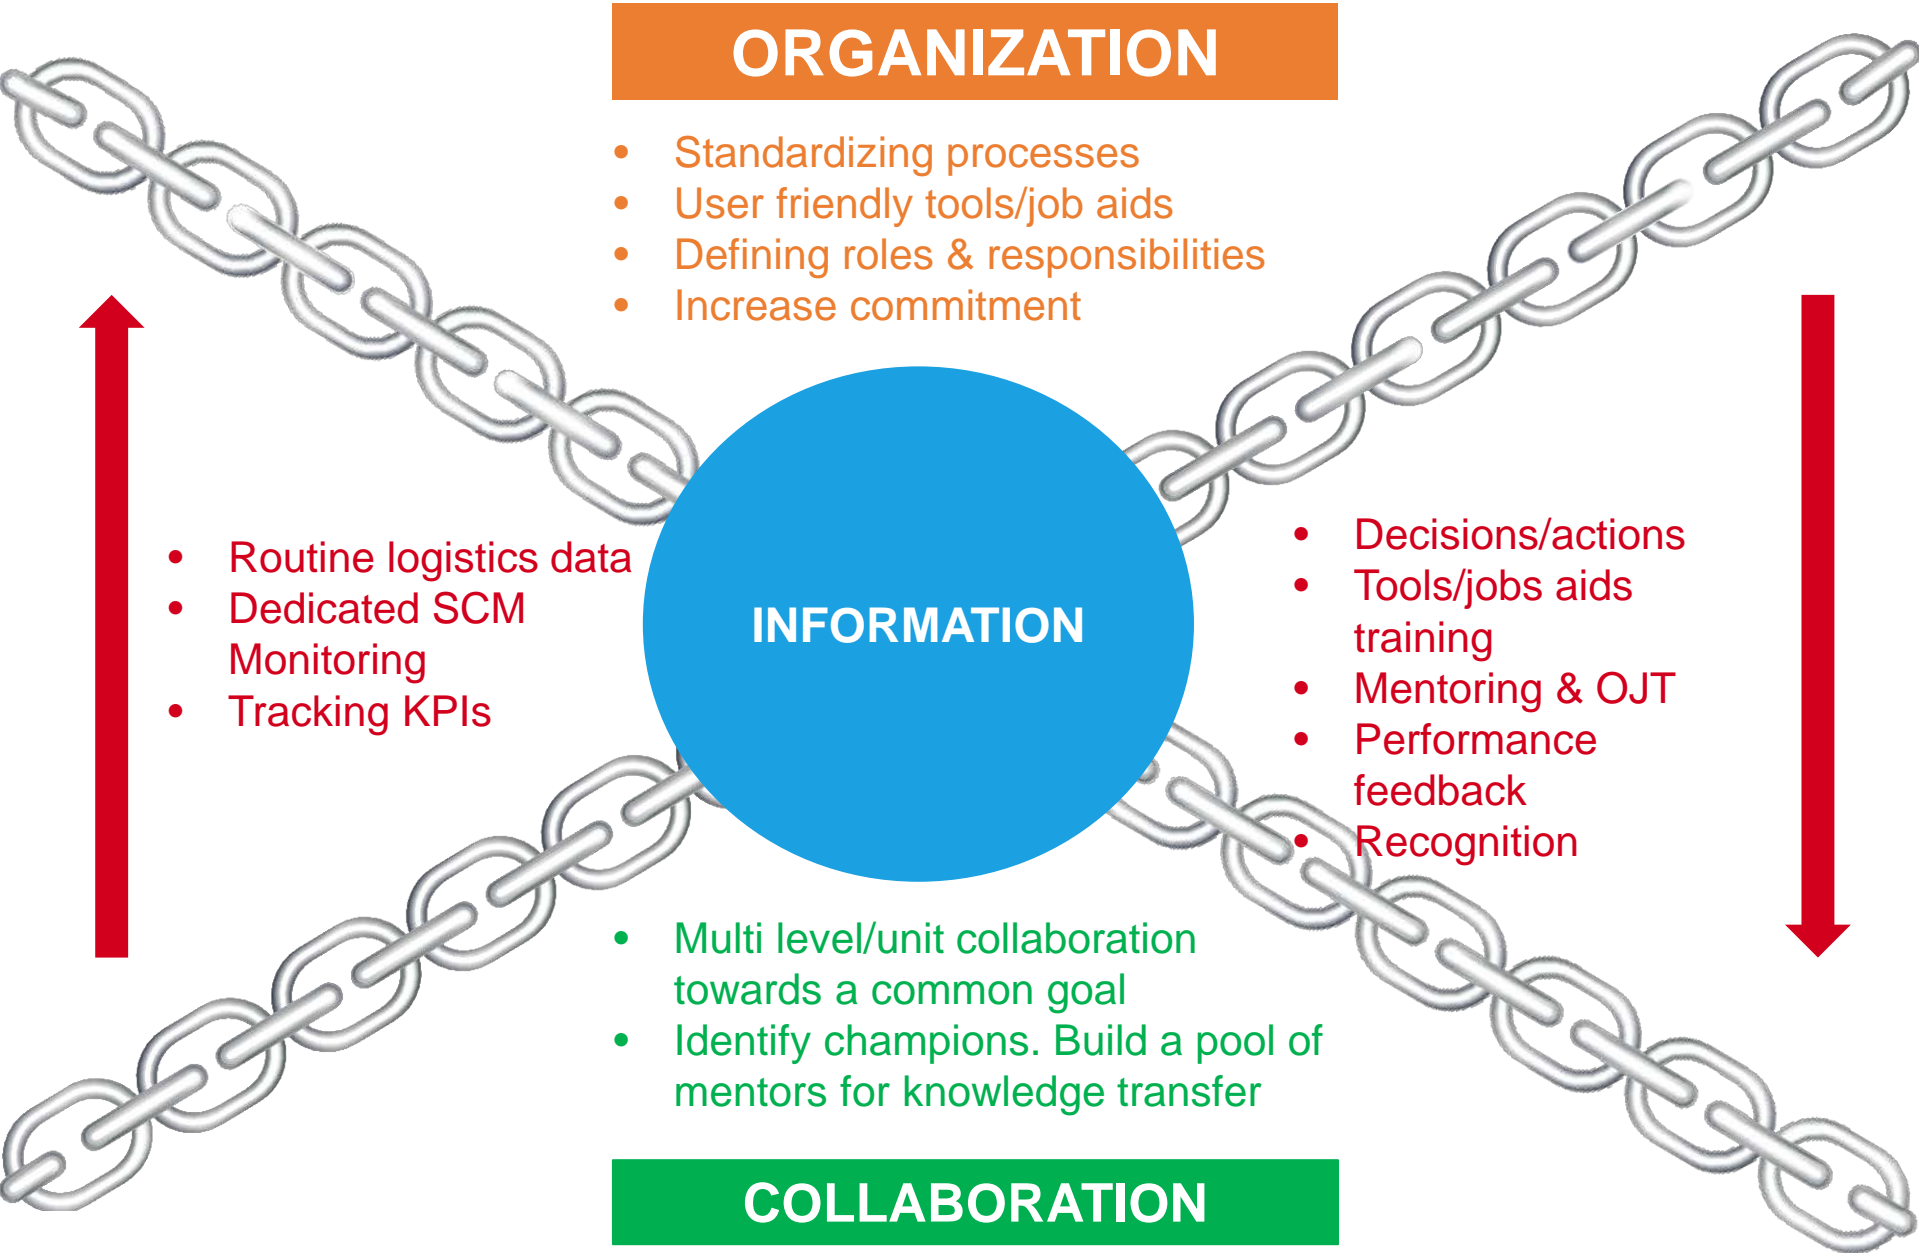 ORGANIZATION
• Standardizing processes
• User friendly tools/job aids
• Defining roles & responsibilities
• Increase commitment
• Routine logistics data
• Dedicated SCM
Monitoring
• Tracking KPIs
INFORMATION
• Decisions/actions
• Tools/jobs aids
training
• Mentoring & OJT
• Performance
feedback
• Recognition
• Multi level/unit collaboration
towards a common goal
• Identify champions. Build a pool of
mentors for knowledge transfer
COLLABORATION